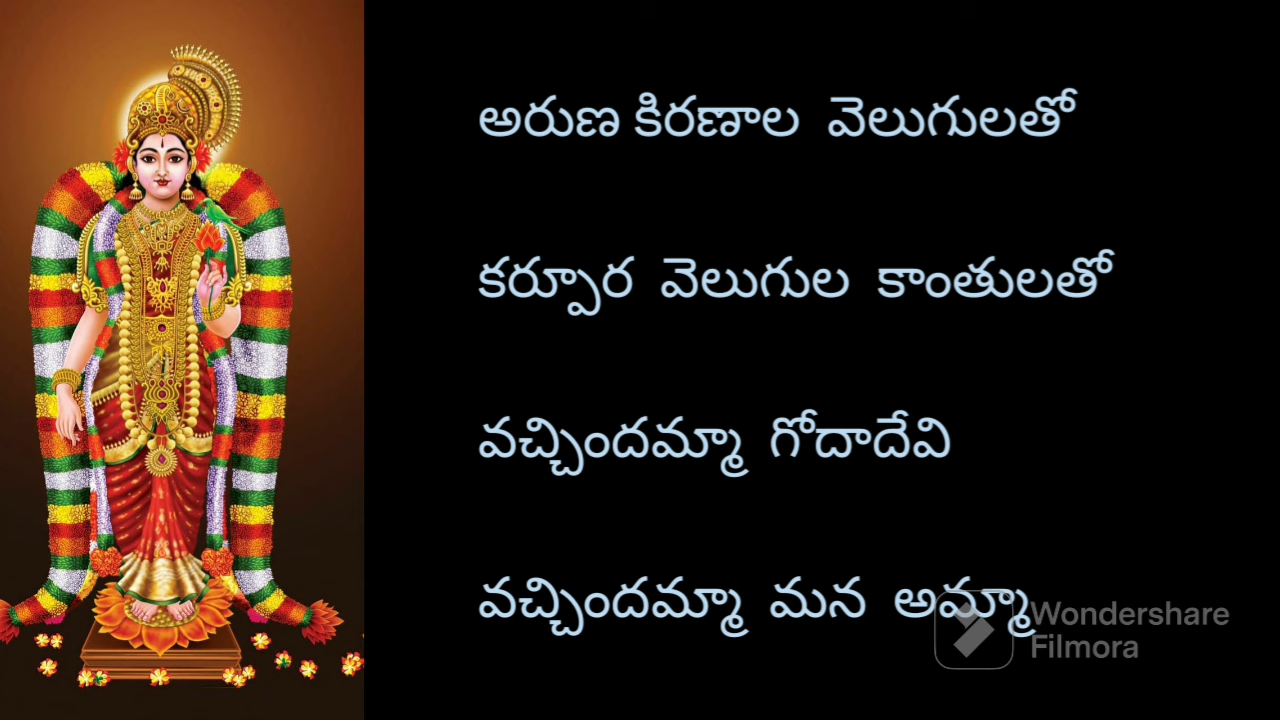 అరుణ కిరణాల వెలుగులతో
కర్పూర వెలుగుల కాంతులతో
వచ్చిందమ్మా గోదాదేవి
వచ్చిందమ్మా మన అమ్మా
Wondershare
Filmora